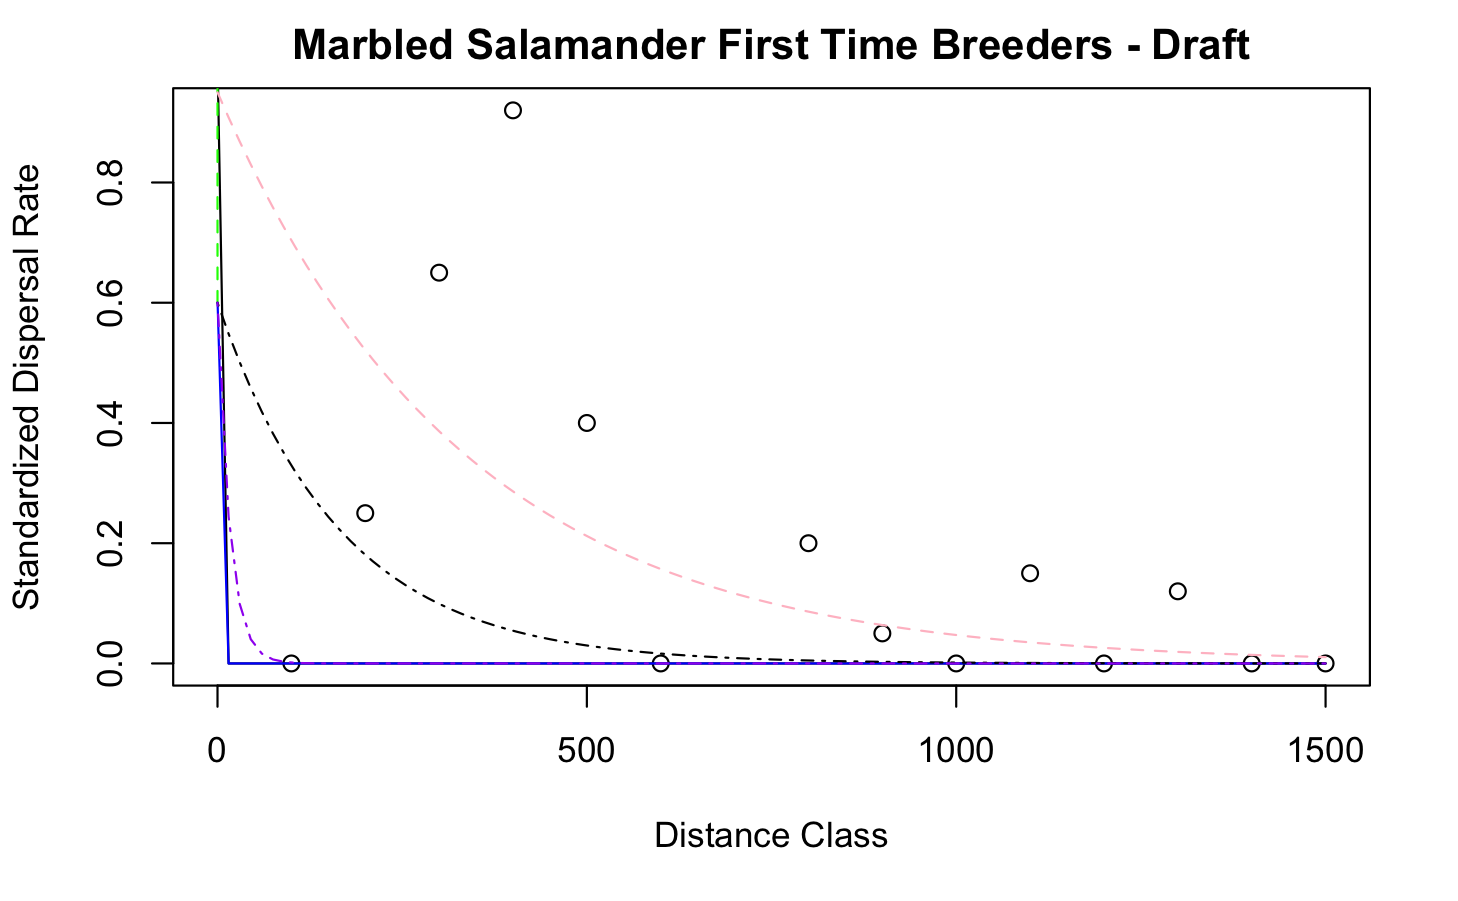 Marbled Salamander First Time Breeders - Draft
Standardized Dispersal Rate
0.8
0.6
0.4
0.2
0.0
0 500 1000 1500
Distance Class